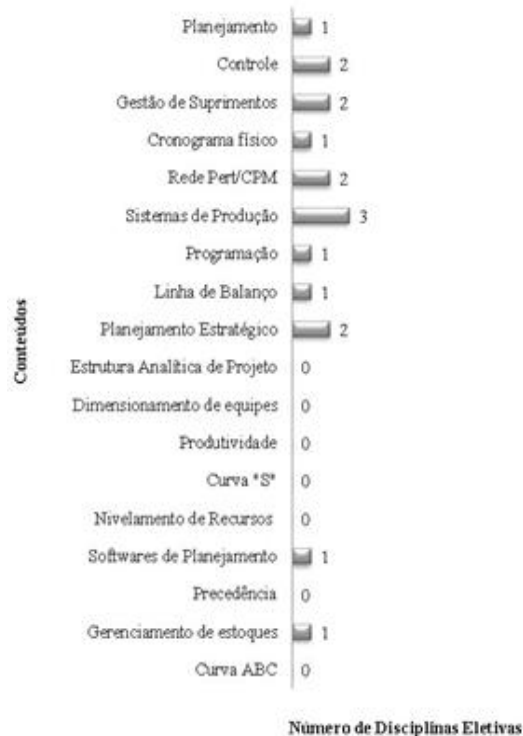 Planejamento 1
Controle 2
Gestão de Suprimentos 2
Cronograma físico 1
Rede Pert/CPM 2
Sistemas de Produção 3
Programação 1
Linha de Balanço 1
Planejamento Estratégico 2
Estrutura Analítica de Projeto 0
Dimensionamento de equipes 0
Produtividade 0
Curva "S" 0
Nivelamento de Recursos 0
Softwares de Planejamento 1
Precedência 0
Gerenciamento de estoques 1
Curva ABC 0
Conteúdos
Número de Disciplinas Eletivas